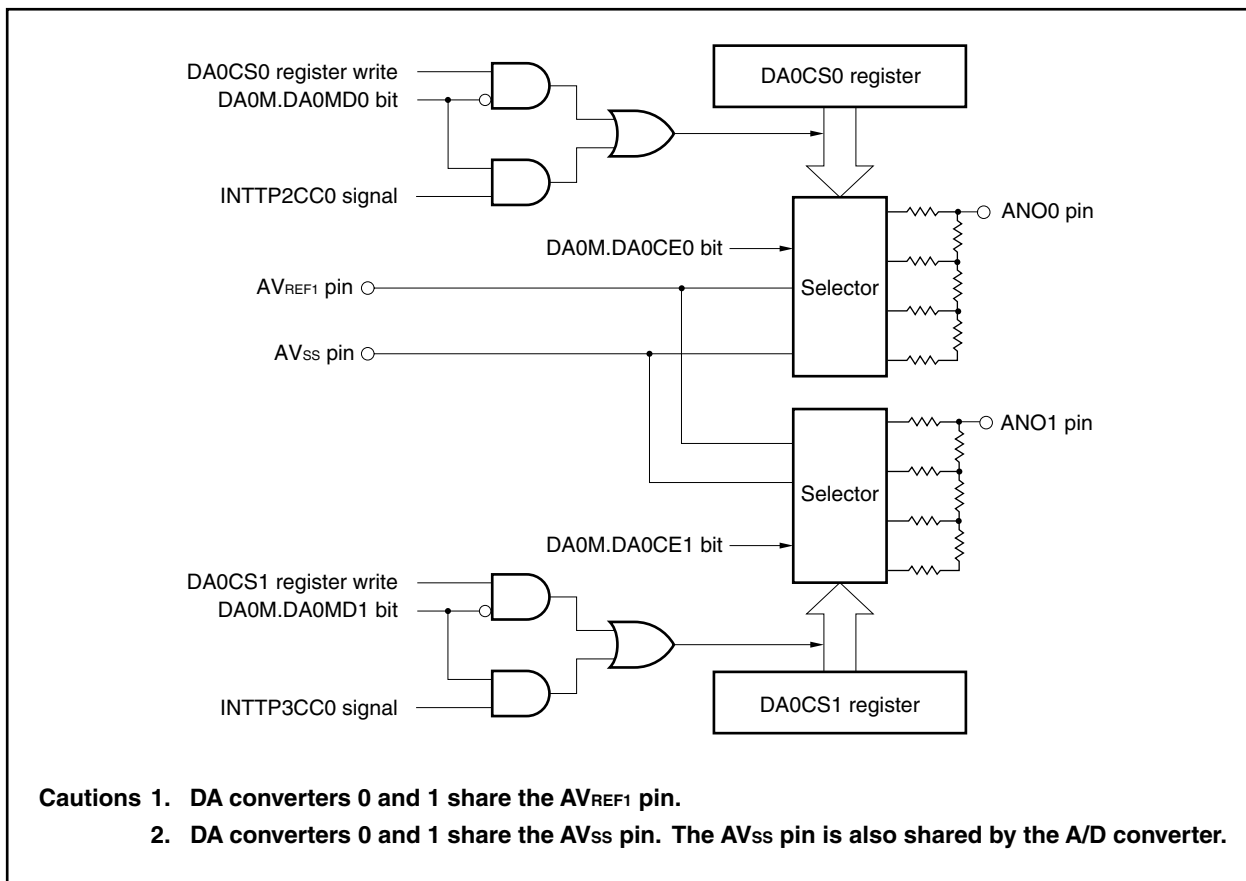 DA0CS0 register write
DA0M.DA0MD0 bit
INTTP2CC0 signal
DA0CS0 register
DA0M.DA0CE0 bit
AVREF1 pin
AVSS pin
Selector
ANO0 pin
Selector
ANO1 pin
DA0M.DA0CE1 bit
DA0CS1 register write
DA0M.DA0MD1 bit
INTTP3CC0 signal
DA0CS1 register
Cautions 1. DA converters 0 and 1 share the AVREF1 pin.
2. DA converters 0 and 1 share the AVSS pin. The AVSS pin is also shared by the A/D converter.